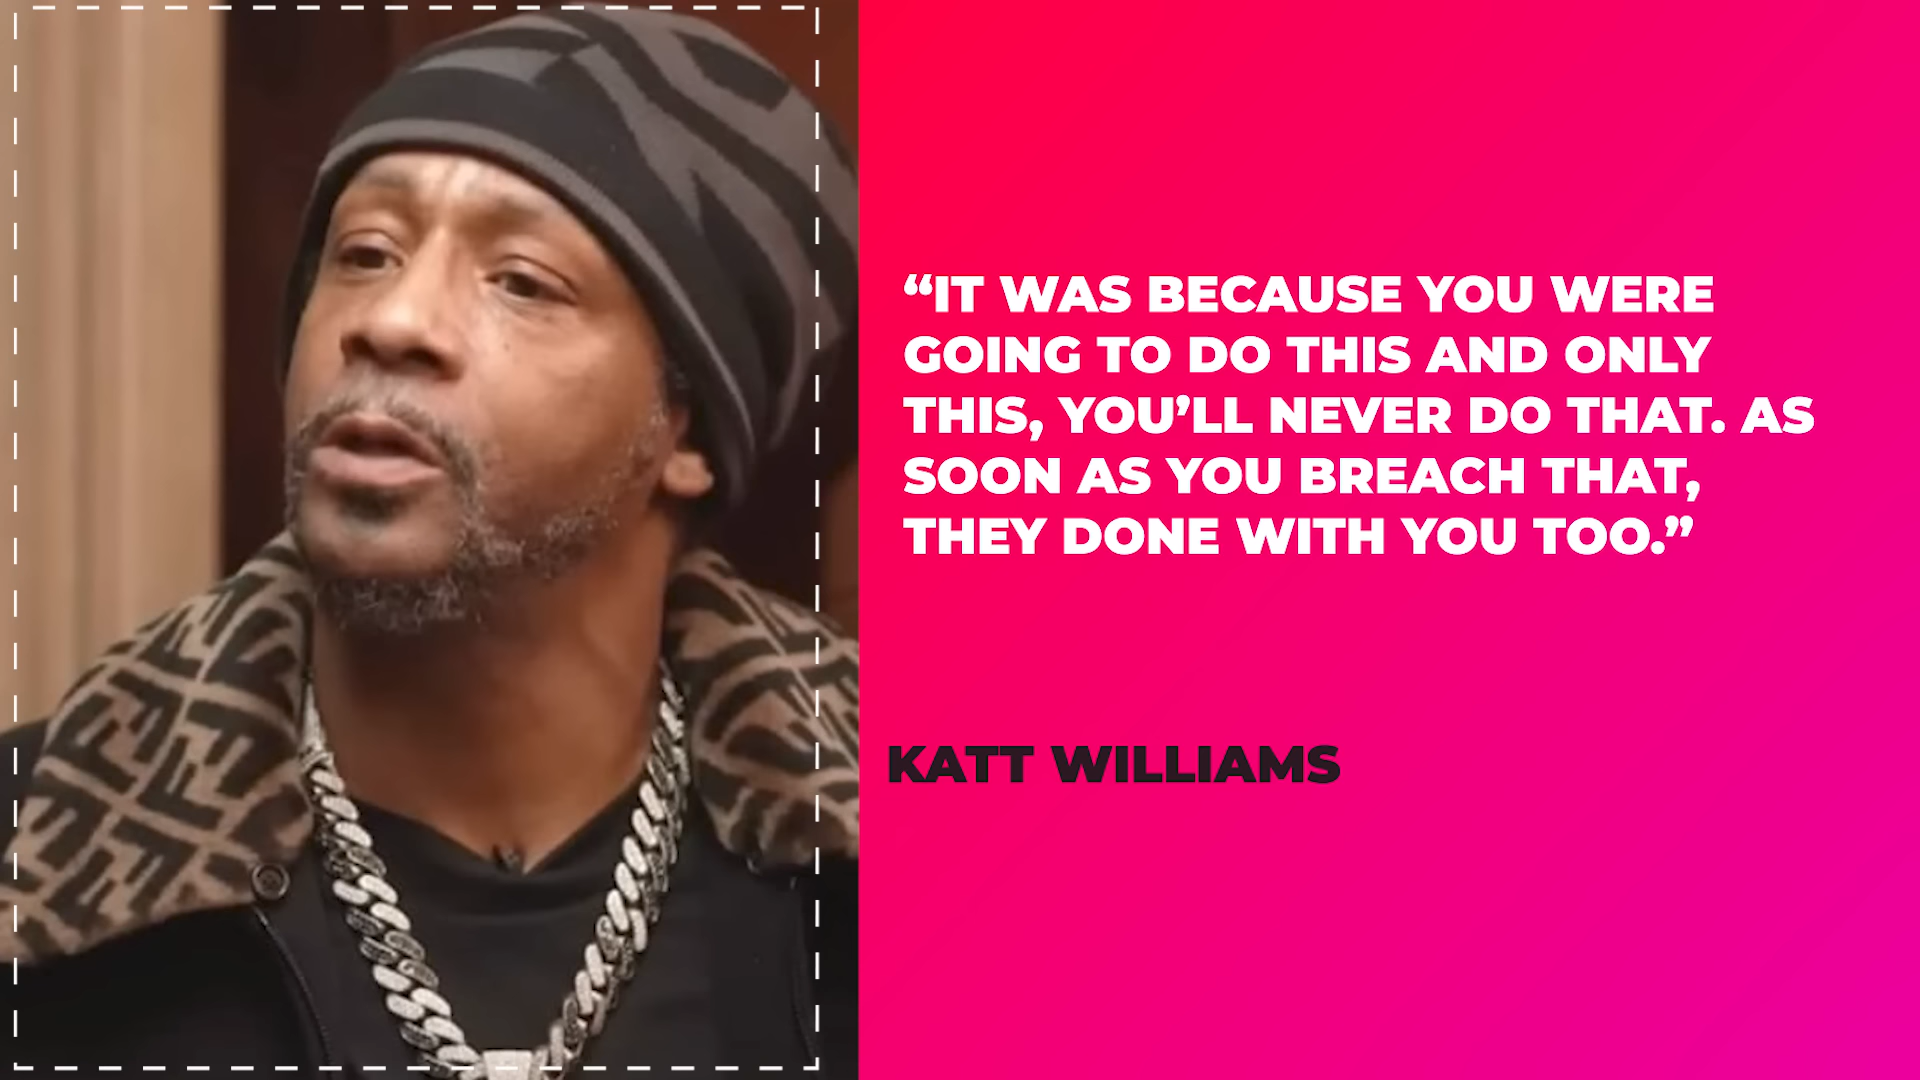 “IT WAS BECAUSE YOU WERE
GOING TO DO THIS AND ONLY
THIS, YOU’LL NEVER DO THAT. AS
SOON AS YOU BREACH THAT,
THEY DONE WITH YOU TOO.”
KATT WILLIAMS